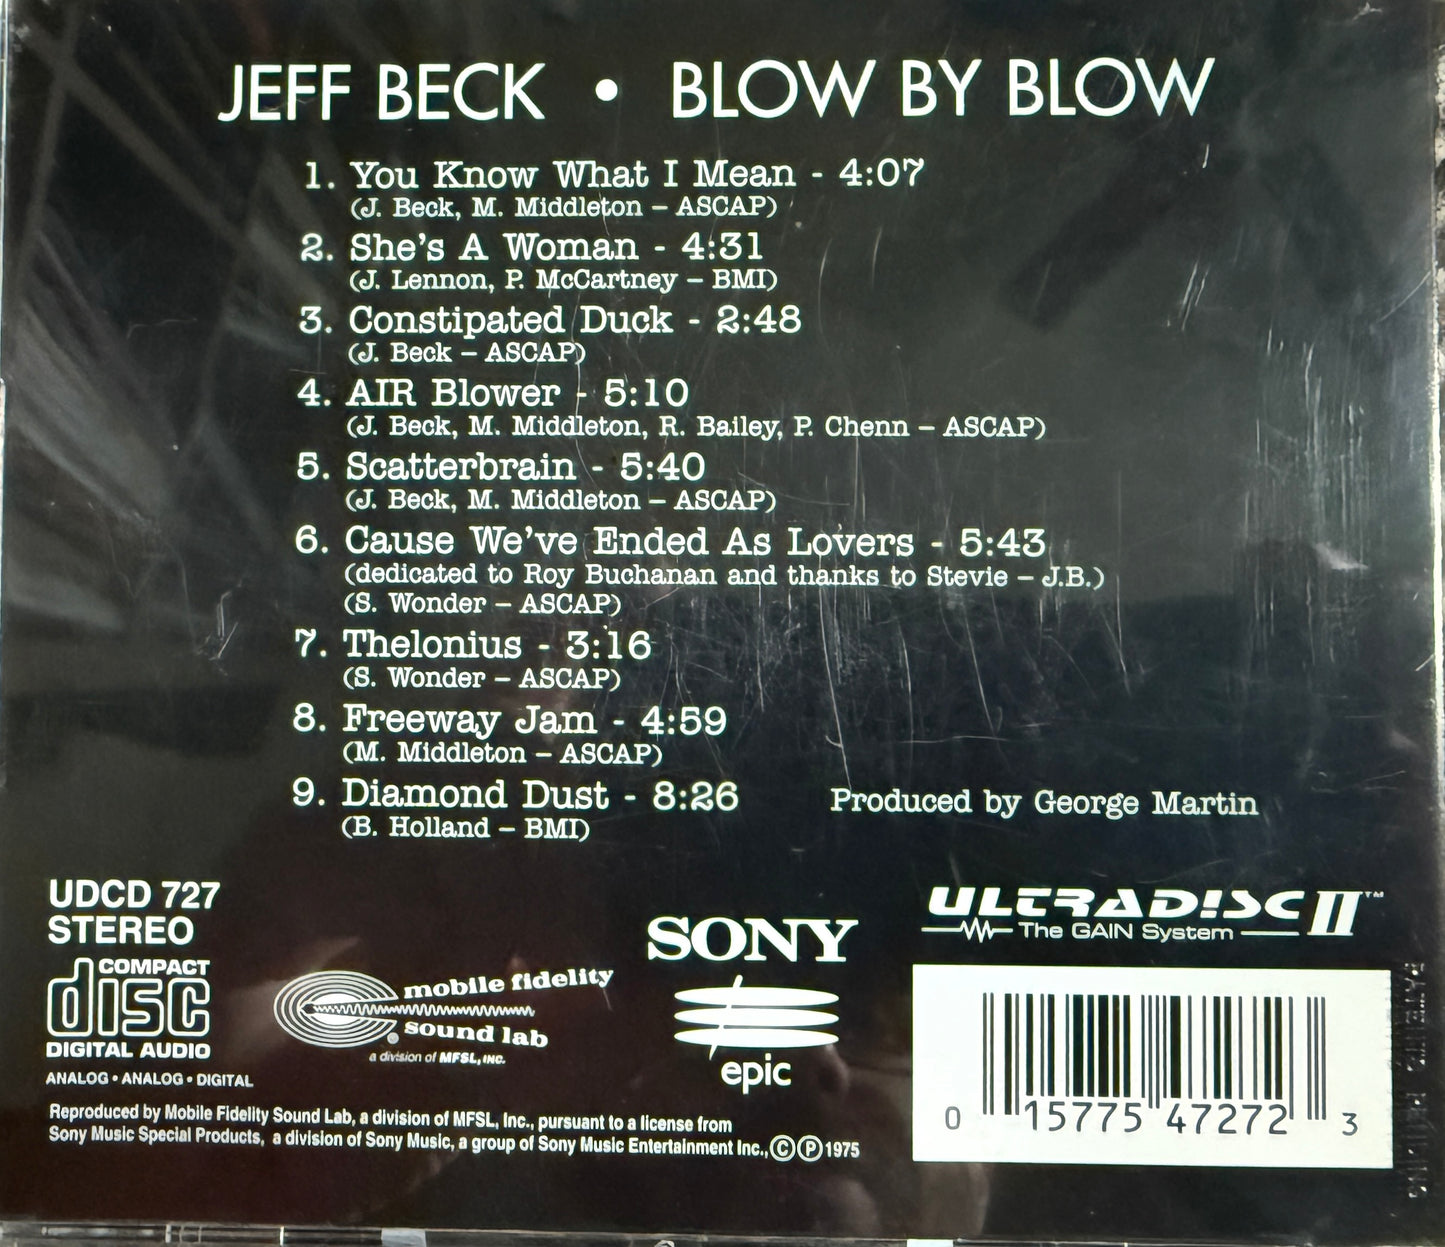 JEFF BECK • BLOW BY BLOW
1. You Know What I Mean - 4:07
(J. Beck, M. Middleton – ASCAP)
2. She's A Woman - 4:31
(J. Lennon, P. McCartney – BMI)
3. Constipated Duck - 2:48
(J. Beck – ASCAP)
4. AIR Blower - 5:10
(J. Beck, M. Middleton, R. Bailey, P. Chenn – ASCAP)
5. Scatterbrain - 5:40
(J. Beck, M. Middleton – ASCAP)
6. Cause We've Ended As Lovers - 5:43
(dedicated to Roy Buchanan and thanks to Stevie – J.B.)
(S. Wonder – ASCAP)
7. Thelonius - 3:16
(S. Wonder – ASCAP)
8. Freeway Jam - 4:59
(M. Middleton – ASCAP)
9. Diamond Dust - 8:26
(B. Holland – BMI)
Produced by George Martin
UDCD 727
STEREO
COMPACT
disc
DIGITAL AUDIO
ANALOG • ANALOG • DIGITAL
mobile fidelity
sound lab®
a division of MFSL, INC.
SONY
epic
ULTRADISC II™
The GAIN System
0 15775 47272 3
Reproduced by Mobile Fidelity Sound Lab, a division of MFSL, Inc., pursuant to a license from
Sony Music Special Products, a division of Sony Music, a group of Sony Music Entertainment Inc., Ⓒ Ⓟ 1975